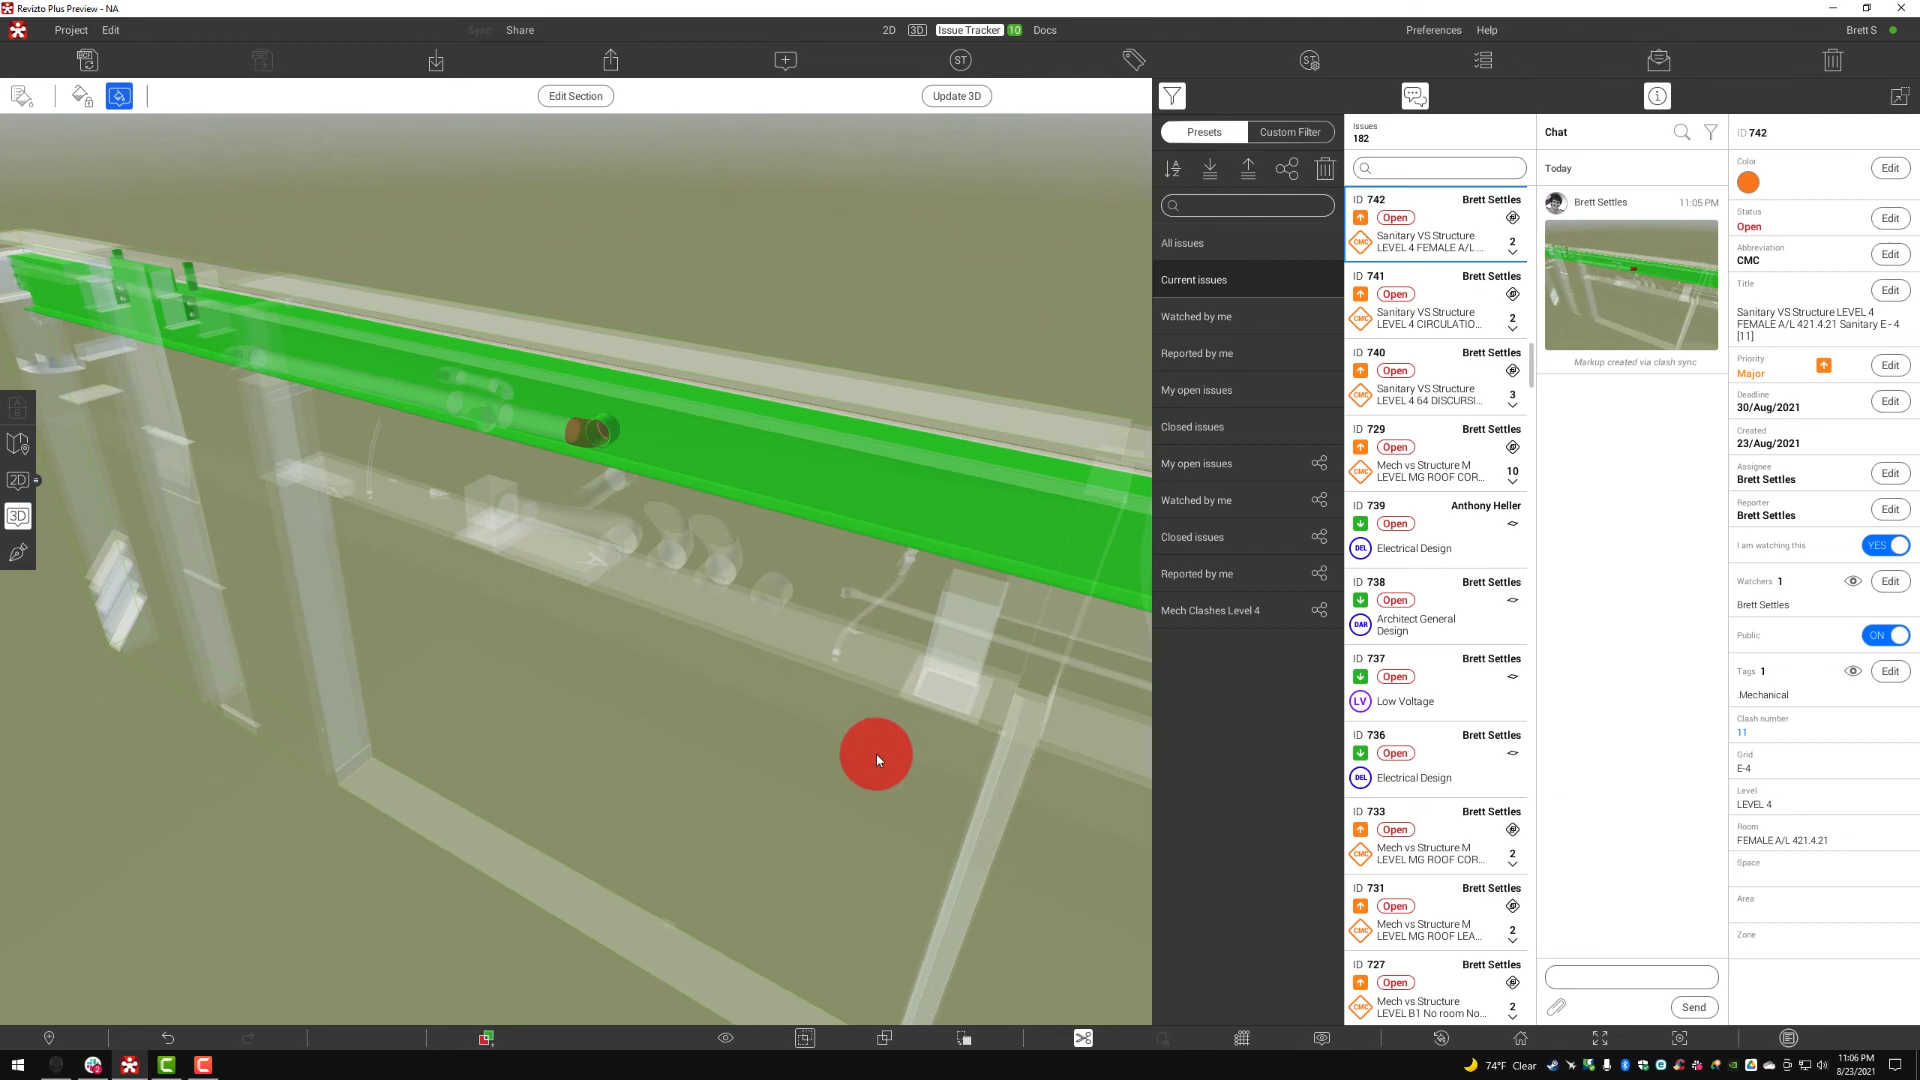 Revizto Plus Preview - NA
Project Edit Sync Share 2D 3D Issue Tracker 10 Docs Preferences Help Brett S
ST ST
Edit Section Update 3D
Presets Custom Filter
All issues
Current issues
Watched by me
Reported by me
My open issues
Closed issues
My open issues
Watched by me
Closed issues
Reported by me
Mech Clashes Level 4
Issues
182
ID 742 Brett Settles
Open
CMC Sanitary VS Structure
LEVEL 4 FEMALE A/L ... 2
ID 741 Brett Settles
Open
CMC Sanitary VS Structure
LEVEL 4 CIRCULATIO... 2
ID 740 Brett Settles
Open
CMC Sanitary VS Structure
LEVEL 4 64 DISCURSI... 3
ID 729 Brett Settles
Open
CMC Mech vs Structure M
LEVEL MG ROOF COR... 10
ID 739 Anthony Heller
Open
DEL Electrical Design
ID 738 Brett Settles
Open
DAR Architect General
Design
ID 737 Brett Settles
Open
LV Low Voltage
ID 736 Brett Settles
Open
DEL Electrical Design
ID 733 Brett Settles
Open
CMC Mech vs Structure M
LEVEL MG ROOF COR... 2
ID 731 Brett Settles
Open
CMC Mech vs Structure M
LEVEL MG ROOF LEA... 2
ID 727 Brett Settles
Open
CMC Mech vs Structure
LEVEL B1 No room No... 2
Chat
Today
Brett Settles 11:05 PM
Markup created via clash sync
Send
ID 742
Color Edit
Status
Open Edit
Abbreviation
CMC Edit
Title Edit
Sanitary VS Structure LEVEL 4
FEMALE A/L 421.4.21 Sanitary E - 4
[11]
Priority
Major Edit
Deadline
30/Aug/2021 Edit
Created
23/Aug/2021
Assignee
Brett Settles Edit
Reporter
Brett Settles Edit
I am watching this YES
Watchers 1 Edit
Brett Settles
Public ON
Tags 1 Edit
.Mechanical
Clash number
11
Grid
E-4
Level
LEVEL 4
Room
FEMALE A/L 421.4.21
Space
Area
Zone
2D
3D
74°F Clear
11:06 PM
8/23/2021